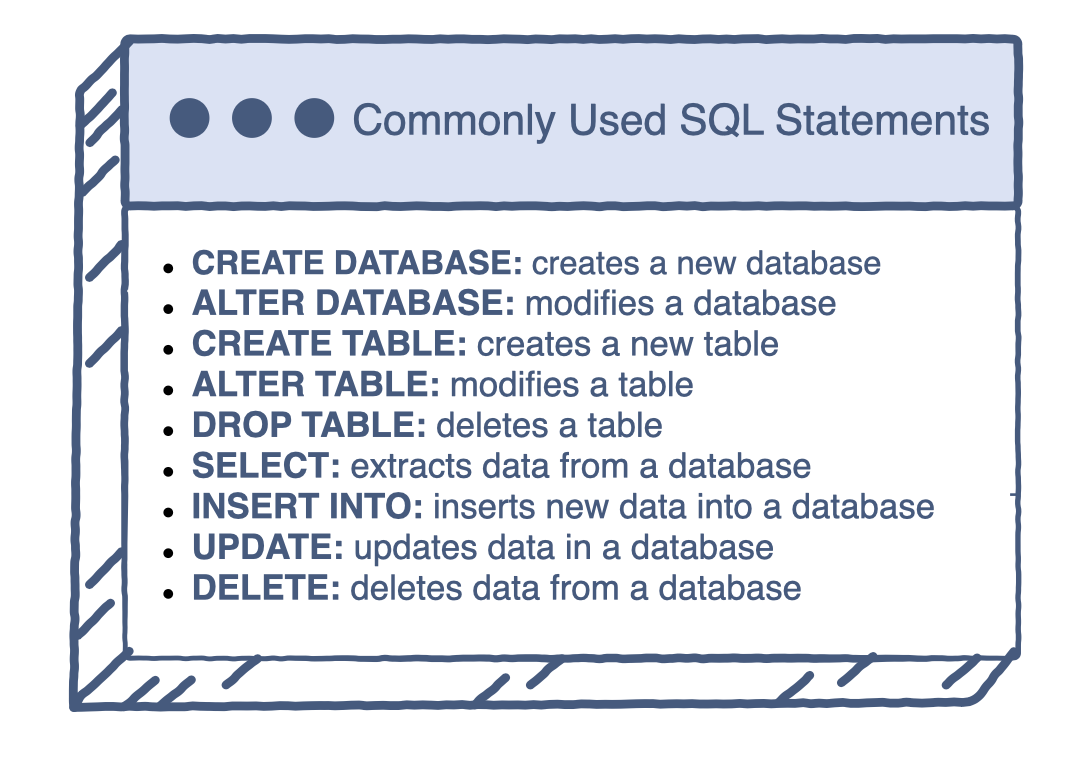 Commonly Used SQL Statements
• CREATE DATABASE: creates a new database
• ALTER DATABASE: modifies a database
• CREATE TABLE: creates a new table
• ALTER TABLE: modifies a table
• DROP TABLE: deletes a table
• SELECT: extracts data from a database
• INSERT INTO: inserts new data into a database
• UPDATE: updates data in a database
• DELETE: deletes data from a database